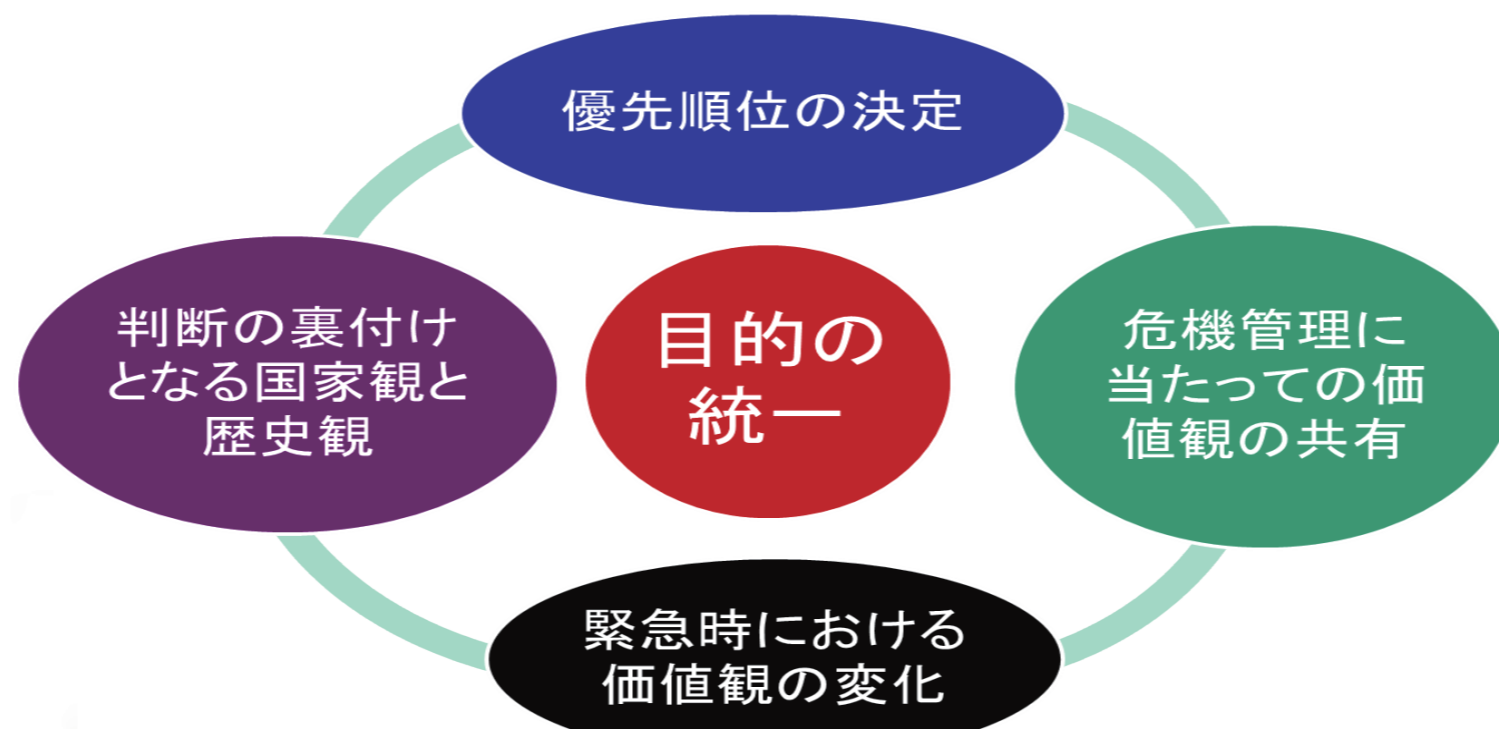 優先順位の決定
判断の裏付け
となる国家観と
歴史観
目的の
統一
危機管理に
当たっての価
値観の共有
緊急時における
価値観の変化